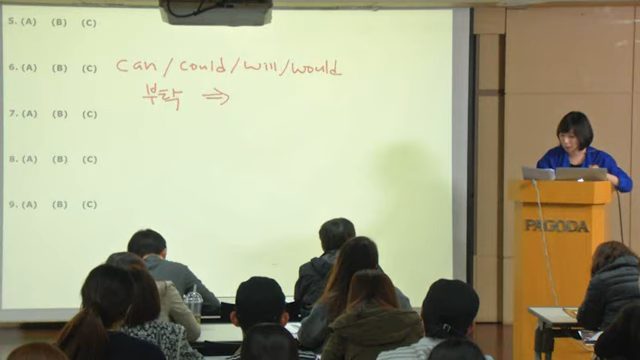 5. (A) (B) (C)
6. (A) (B) (C) can / could / will / would
부탁 ⇒
7. (A) (B) (C)
8. (A) (B) (C)
9. (A) (B) (C)
PAGODA